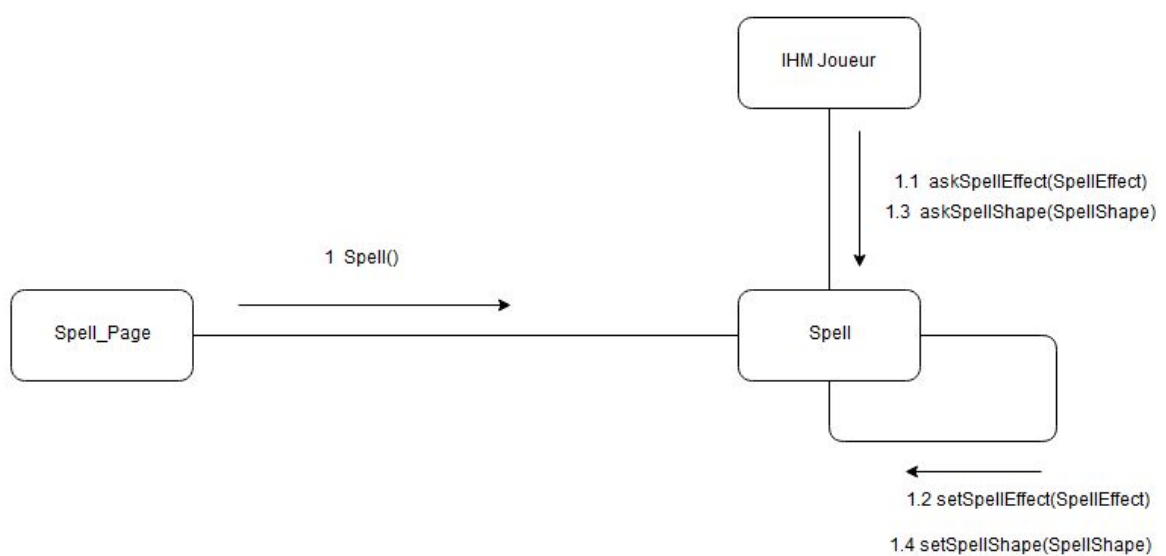 IHM Joueur
1.1 askSpellEffect(SpellEffect)
1.3 askSpellShape(SpellShape)
1 Spell()
Spell_Page
Spell
1.2 setSpellEffect(SpellEffect)
1.4 setSpellShape(SpellShape)